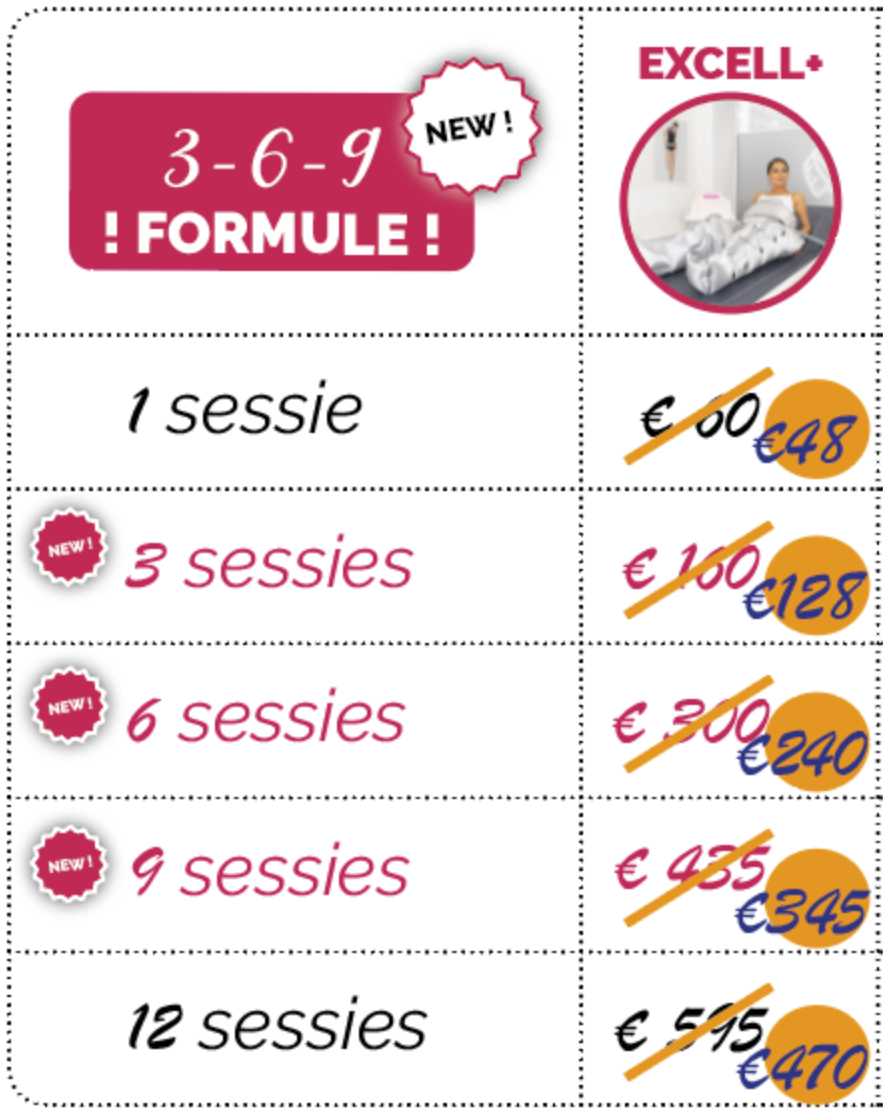 3-6-9
! FORMULE !
NEW !
EXCELL+
1 sessie
€ 60
€48
NEW !
3 sessies
€ 160
€128
NEW !
6 sessies
€ 300
€240
NEW !
9 sessies
€ 435
€345
12 sessies
€ 595
€470